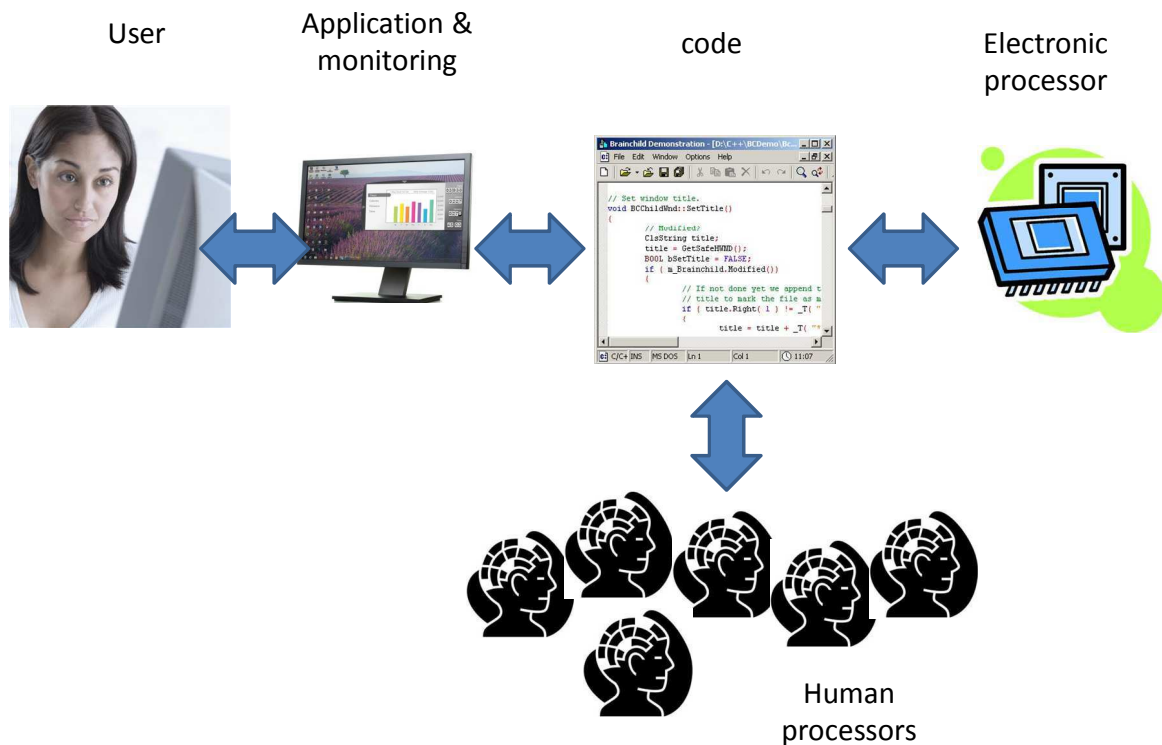 User
Application &
monitoring
code
Electronic
processor
Brainchild Demonstration - [D:\C++\BCDemo\Bc...
File Edit Window Options Help
// Set window title.
void BCChildWnd::SetTitle()
{
// Modified?
ClsString title;
title = GetSafeHWND();
BOOL bSetTitle = FALSE;
if ( m_Brainchild.Modified())
{
// If not done yet we append t
// title to mark the file as m
if ( title.Right( 1 ) != _T( "
{
title = title + _T( "*
C/C+ INS MS DOS Ln 1 Col 1 11:07
Human
processors